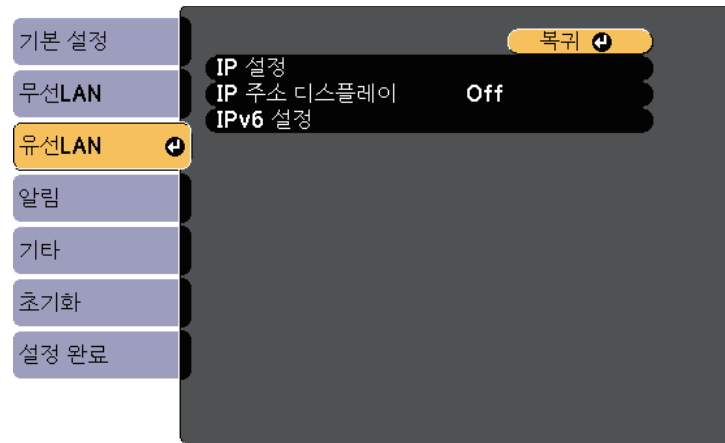 기본 설정
무선LAN
유선LAN
알림
기타
초기화
설정 완료
복귀
IP 설정
IP 주소 디스플레이 Off
IPv6 설정